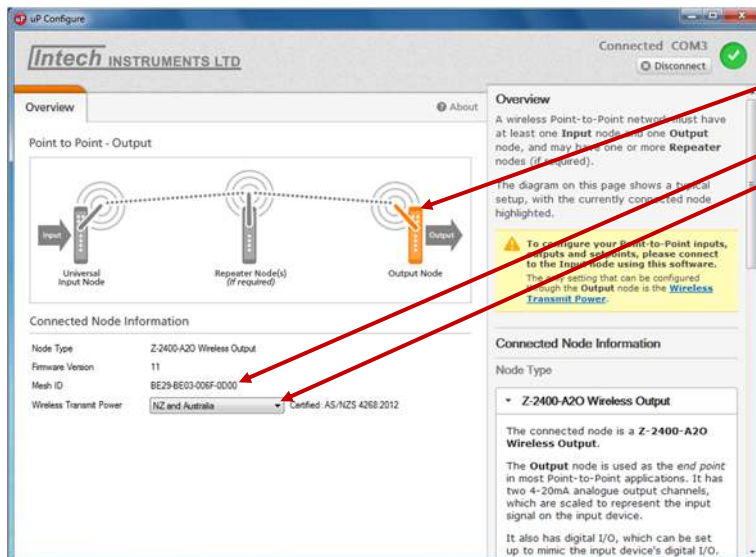 uP Configure
Intech INSTRUMENTS LTD
Connected COM3
Disconnect
Overview
About
Point to Point - Output
Input
Output
Universal
Input Node
Repeater Node(s)
(if required)
Output Node
Connected Node Information
Node Type Z-2400-A2O Wireless Output
Firmware Version 11
Mesh ID BE29-BE03-006F-0D00
Wireless Transmit Power NZ and Australia Certified: AS/NZS 4268:2012
Overview
A wireless Point-to-Point network must have
at least one Input node and one Output
node, and may have one or more Repeater
nodes (if required).
The diagram on this page shows a typical
setup, with the currently connected node
highlighted.
To configure your Point-to-Point inputs,
outputs and setpoints, please connect
to the Input node using this software.
The only setting that can be configured
through the Output node is the Wireless
Transmit Power.
Connected Node Information
Node Type
Z-2400-A2O Wireless Output
The connected node is a Z-2400-A2O
Wireless Output.
The Output node is used as the end point
in most Point-to-Point applications. It has
two 4-20mA analogue output channels,
which are scaled to represent the input
signal on the input device.
It also has digital I/O, which can be set
up to mimic the input device's digital I/O.